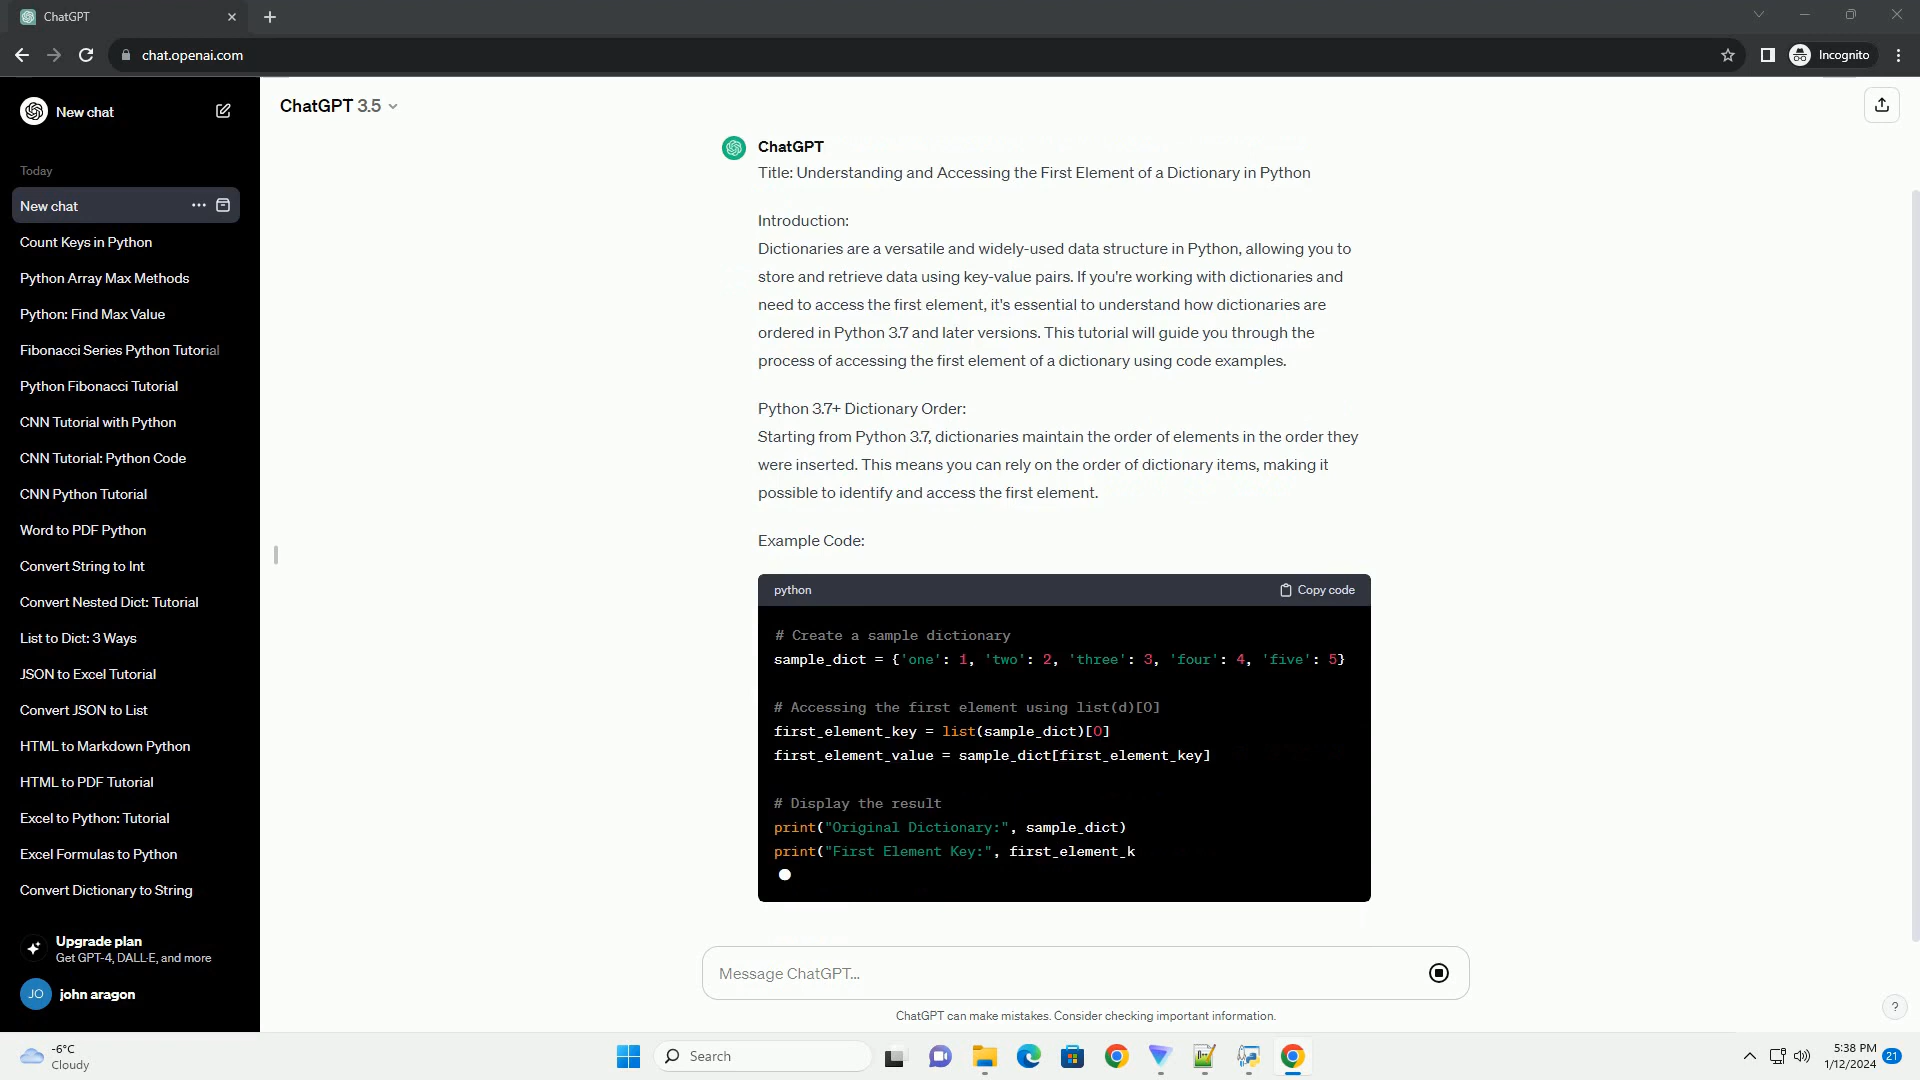 ChatGPT
chat.openai.com
Incognito
New chat
Today
New chat
Count Keys in Python
Python Array Max Methods
Python: Find Max Value
Fibonacci Series Python Tutorial
Python Fibonacci Tutorial
CNN Tutorial with Python
CNN Tutorial: Python Code
CNN Python Tutorial
Word to PDF Python
Convert String to Int
Convert Nested Dict: Tutorial
List to Dict: 3 Ways
JSON to Excel Tutorial
Convert JSON to List
HTML to Markdown Python
HTML to PDF Tutorial
Excel to Python: Tutorial
Excel Formulas to Python
Convert Dictionary to String
Upgrade plan
Get GPT-4, DALL·E, and more
JO john aragon
ChatGPT 3.5
ChatGPT
Title: Understanding and Accessing the First Element of a Dictionary in Python
Introduction:
Dictionaries are a versatile and widely-used data structure in Python, allowing you to
store and retrieve data using key-value pairs. If you're working with dictionaries and
need to access the first element, it's essential to understand how dictionaries are
ordered in Python 3.7 and later versions. This tutorial will guide you through the
process of accessing the first element of a dictionary using code examples.
Python 3.7+ Dictionary Order:
Starting from Python 3.7, dictionaries maintain the order of elements in the order they
were inserted. This means you can rely on the order of dictionary items, making it
possible to identify and access the first element.
Example Code:
python Copy code
# Create a sample dictionary
sample_dict = {'one': 1, 'two': 2, 'three': 3, 'four': 4, 'five': 5}
# Accessing the first element using list(d)[0]
first_element_key = list(sample_dict)[0]
first_element_value = sample_dict[first_element_key]
# Display the result
print("Original Dictionary:", sample_dict)
print("First Element Key:", first_element_k
Message ChatGPT...
ChatGPT can make mistakes. Consider checking important information.
?
-6°C
Cloudy
Search
5:38 PM
1/12/2024
21